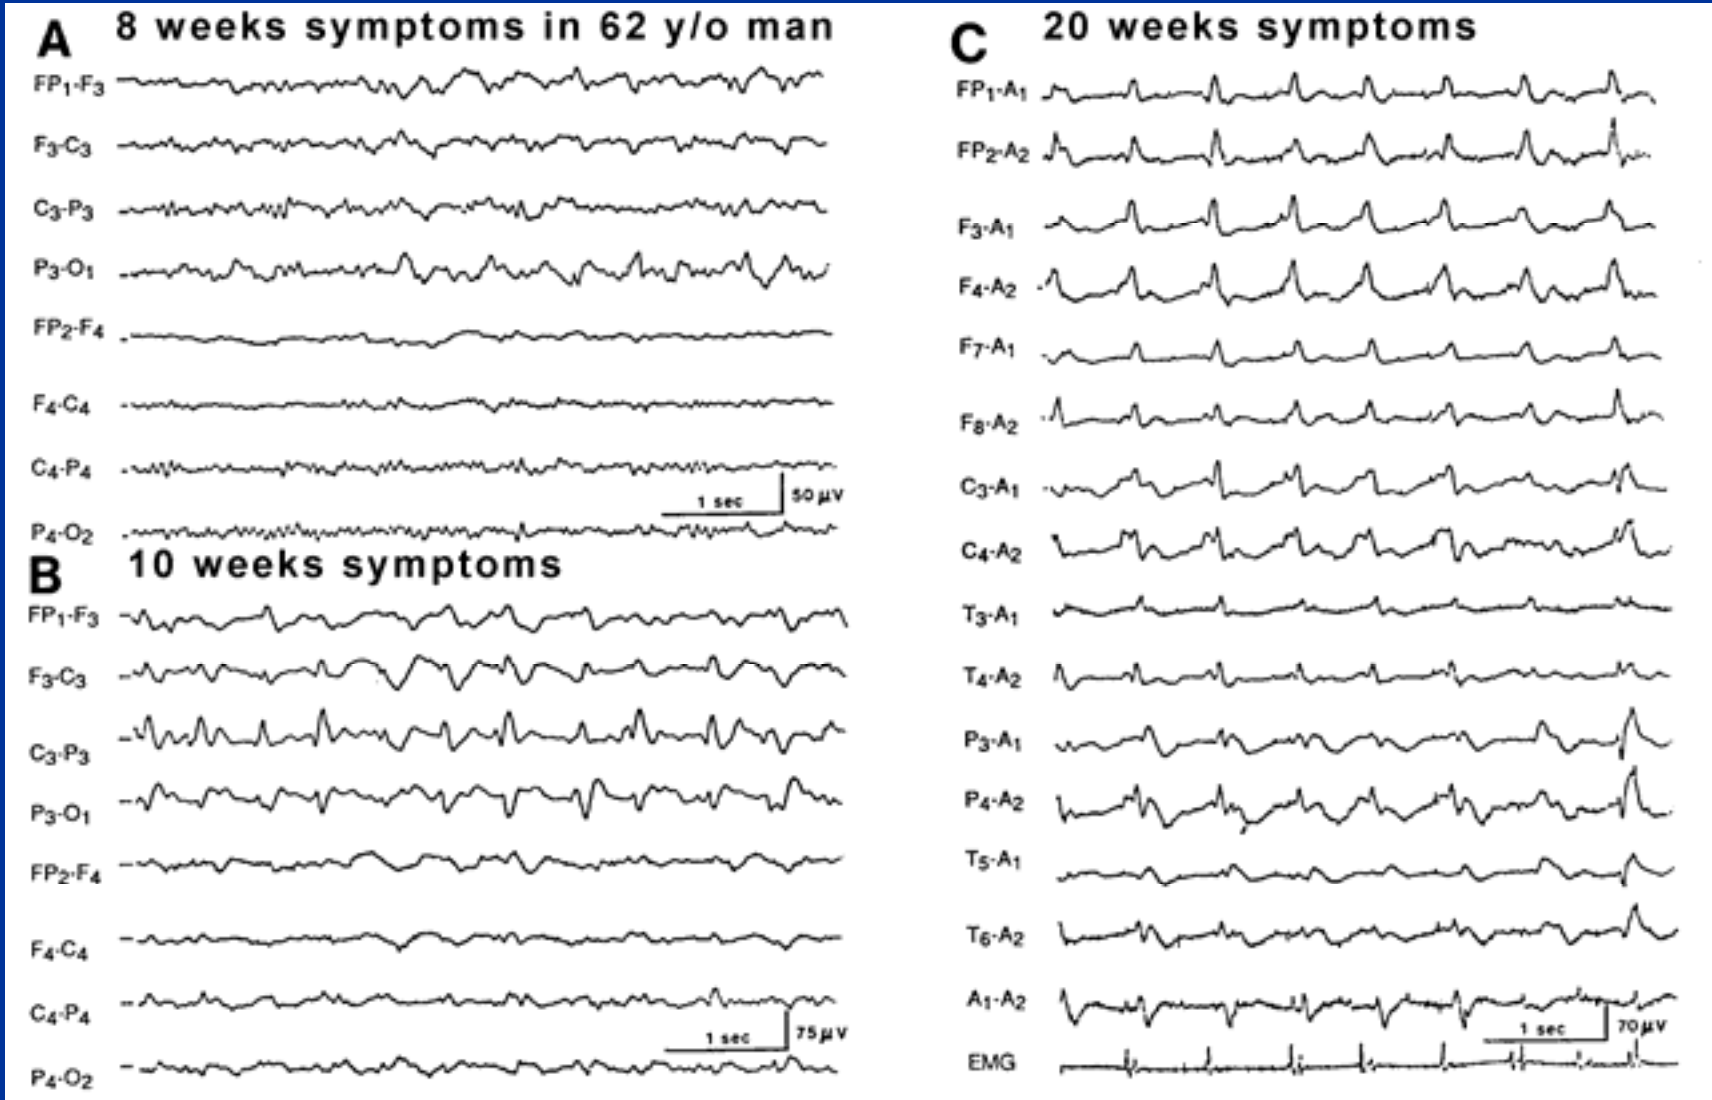 A 8 weeks symptoms in 62 y/o man
FP1-F3
F3-C3
C3-P3
P3-O1
FP2-F4
F4-C4
C4-P4
1 sec 50 μV
P4-O2
B 10 weeks symptoms
FP1-F3
F3-C3
C3-P3
P3-O1
FP2-F4
F4-C4
C4-P4
1 sec 75 μV
P4-O2
C 20 weeks symptoms
FP1-A1
FP2-A2
F3-A1
F4-A2
F7-A1
F8-A2
C3-A1
C4-A2
T3-A1
T4-A2
P3-A1
P4-A2
T5-A1
T6-A2
A1-A2
1 sec 70 μV
EMG